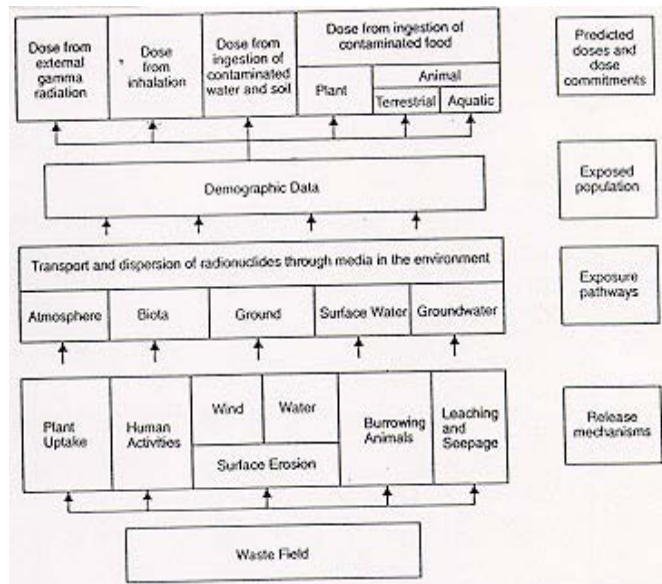 Dose from
external
gamma
radiation
Dose
from
inhalation
Dose from
ingestion of
contaminated
water and soil
Dose from ingestion of
contaminated food
Plant
Animal
Terrestrial
Aquatic
Predicted
doses and
dose
commitments
Demographic Data
Exposed
population
Transport and dispersion of radionuclides through media in the environment
Atmosphere
Biota
Ground
Surface Water
Groundwater
Exposure
pathways
Plant
Uptake
Human
Activities
Wind
Water
Surface Erosion
Burrowing
Animals
Leaching
and
Seepage
Release
mechanisms
Waste Field